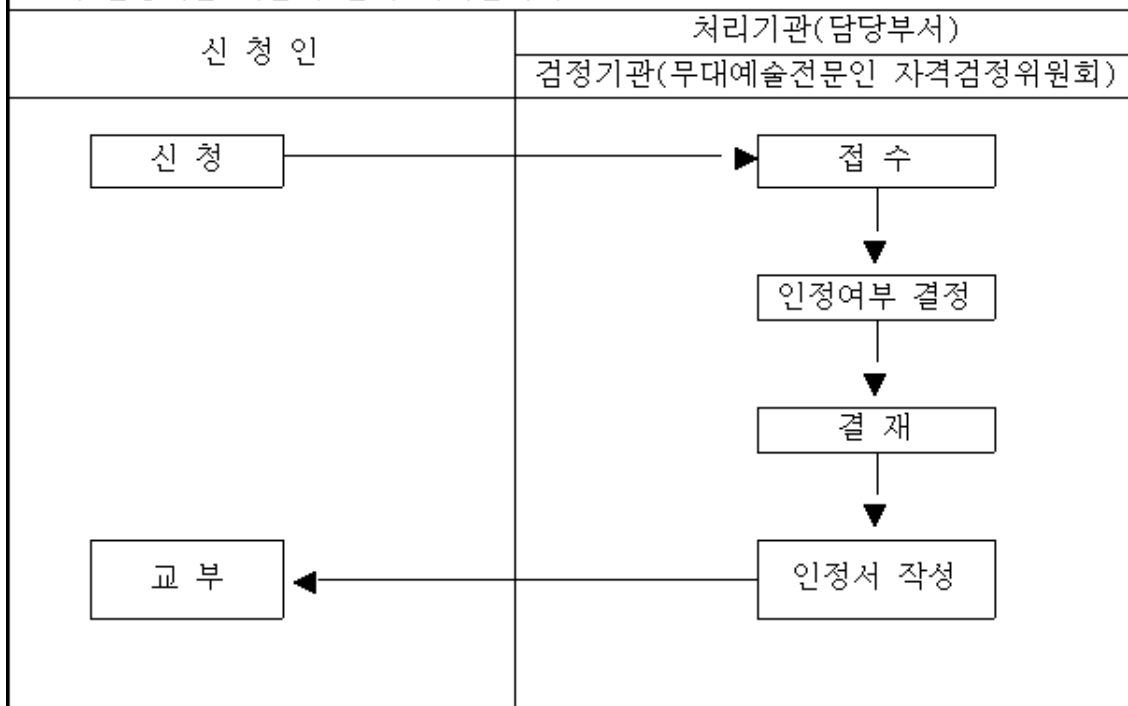 신 청 인
처리기관(담당부서)
검정기관(무대예술전문인 자격검정위원회)
신 청
접 수
인정여부 결정
결 재
교 부
인정서 작성